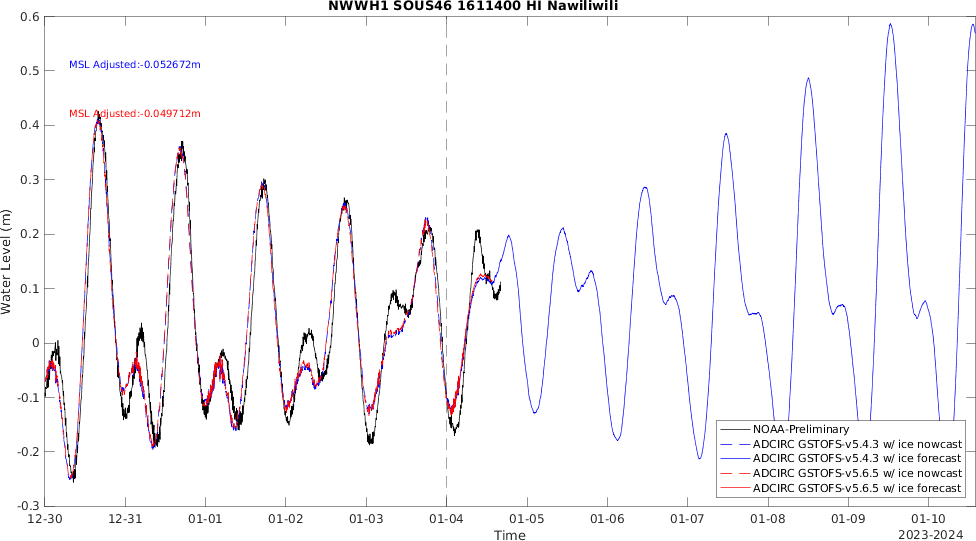 NWWH1 SOUS46 1611400 HI Nawiliwili
MSL Adjusted:-0.052672m
MSL Adjusted:-0.049712m
Water Level (m)
0.6
0.5
0.4
0.3
0.2
0.1
0
-0.1
-0.2
-0.3
NOAA-Preliminary
ADCIRC GSTOFS-v5.4.3 w/ ice nowcast
ADCIRC GSTOFS-v5.4.3 w/ ice forecast
ADCIRC GSTOFS-v5.6.5 w/ ice nowcast
ADCIRC GSTOFS-v5.6.5 w/ ice forecast
12-30 12-31 01-01 01-02 01-03 01-04 01-05 01-06 01-07 01-08 01-09 01-10
Time
2023-2024